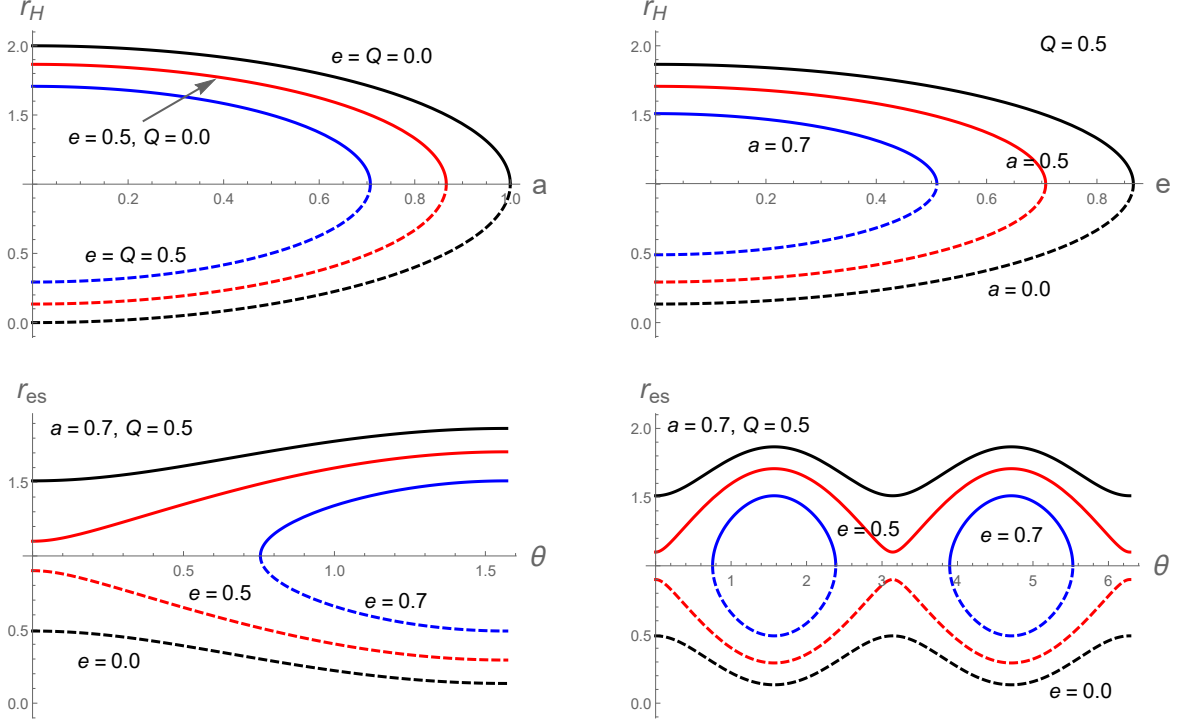 r_H
2.0
1.5
0.5
0.0
0.2
0.4
0.6
0.8
1.0
a
e = Q = 0.0
e = 0.5, Q = 0.0
e = Q = 0.5
r_H
2.0
1.5
0.5
0.0
0.2
0.4
0.6
0.8
e
Q = 0.5
a = 0.7
a = 0.5
a = 0.0
r_es
1.5
0.5
0.0
0.5
1.0
1.5
θ
a = 0.7, Q = 0.5
e = 0.5
e = 0.7
e = 0.0
r_es
2.0
1.5
0.5
0.0
1
2
3
4
5
6
θ
a = 0.7, Q = 0.5
e = 0.5
e = 0.7
e = 0.0